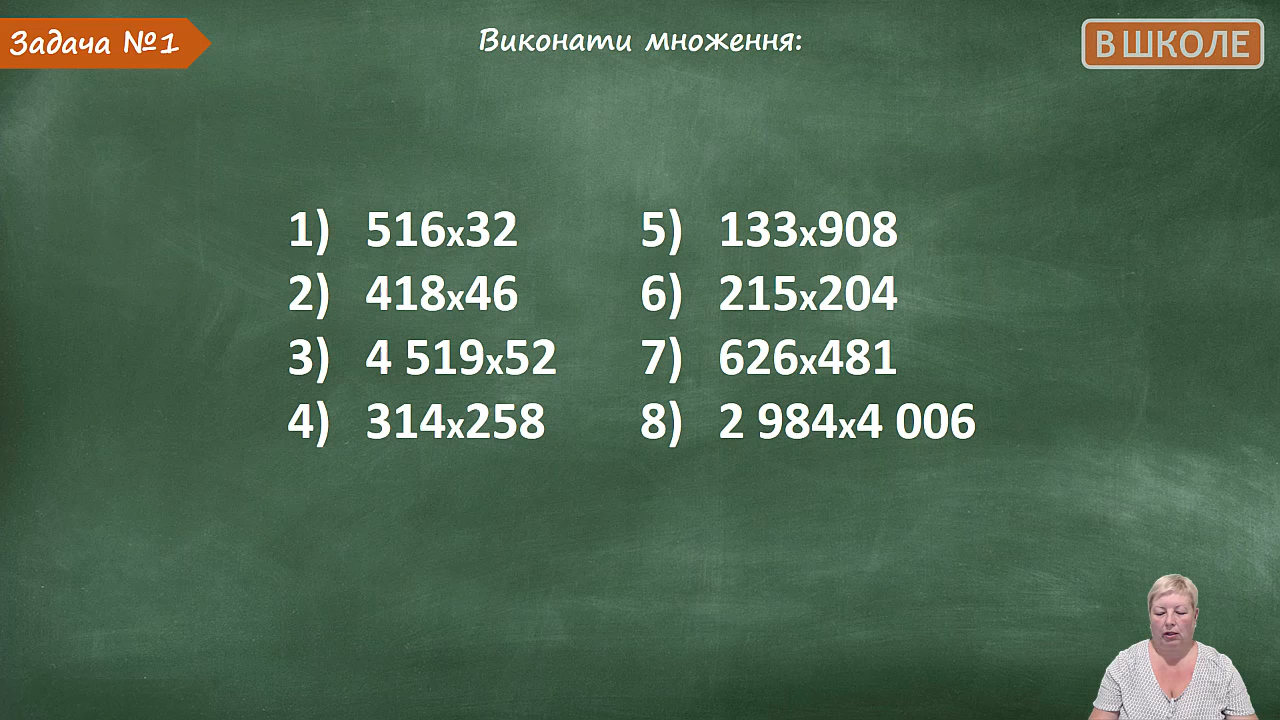 Задача №1
Виконати множення:
В ШКОЛЕ
1) 516x32
2) 418x46
3) 4 519x52
4) 314x258
5) 133x908
6) 215x204
7) 626x481
8) 2 984x4 006